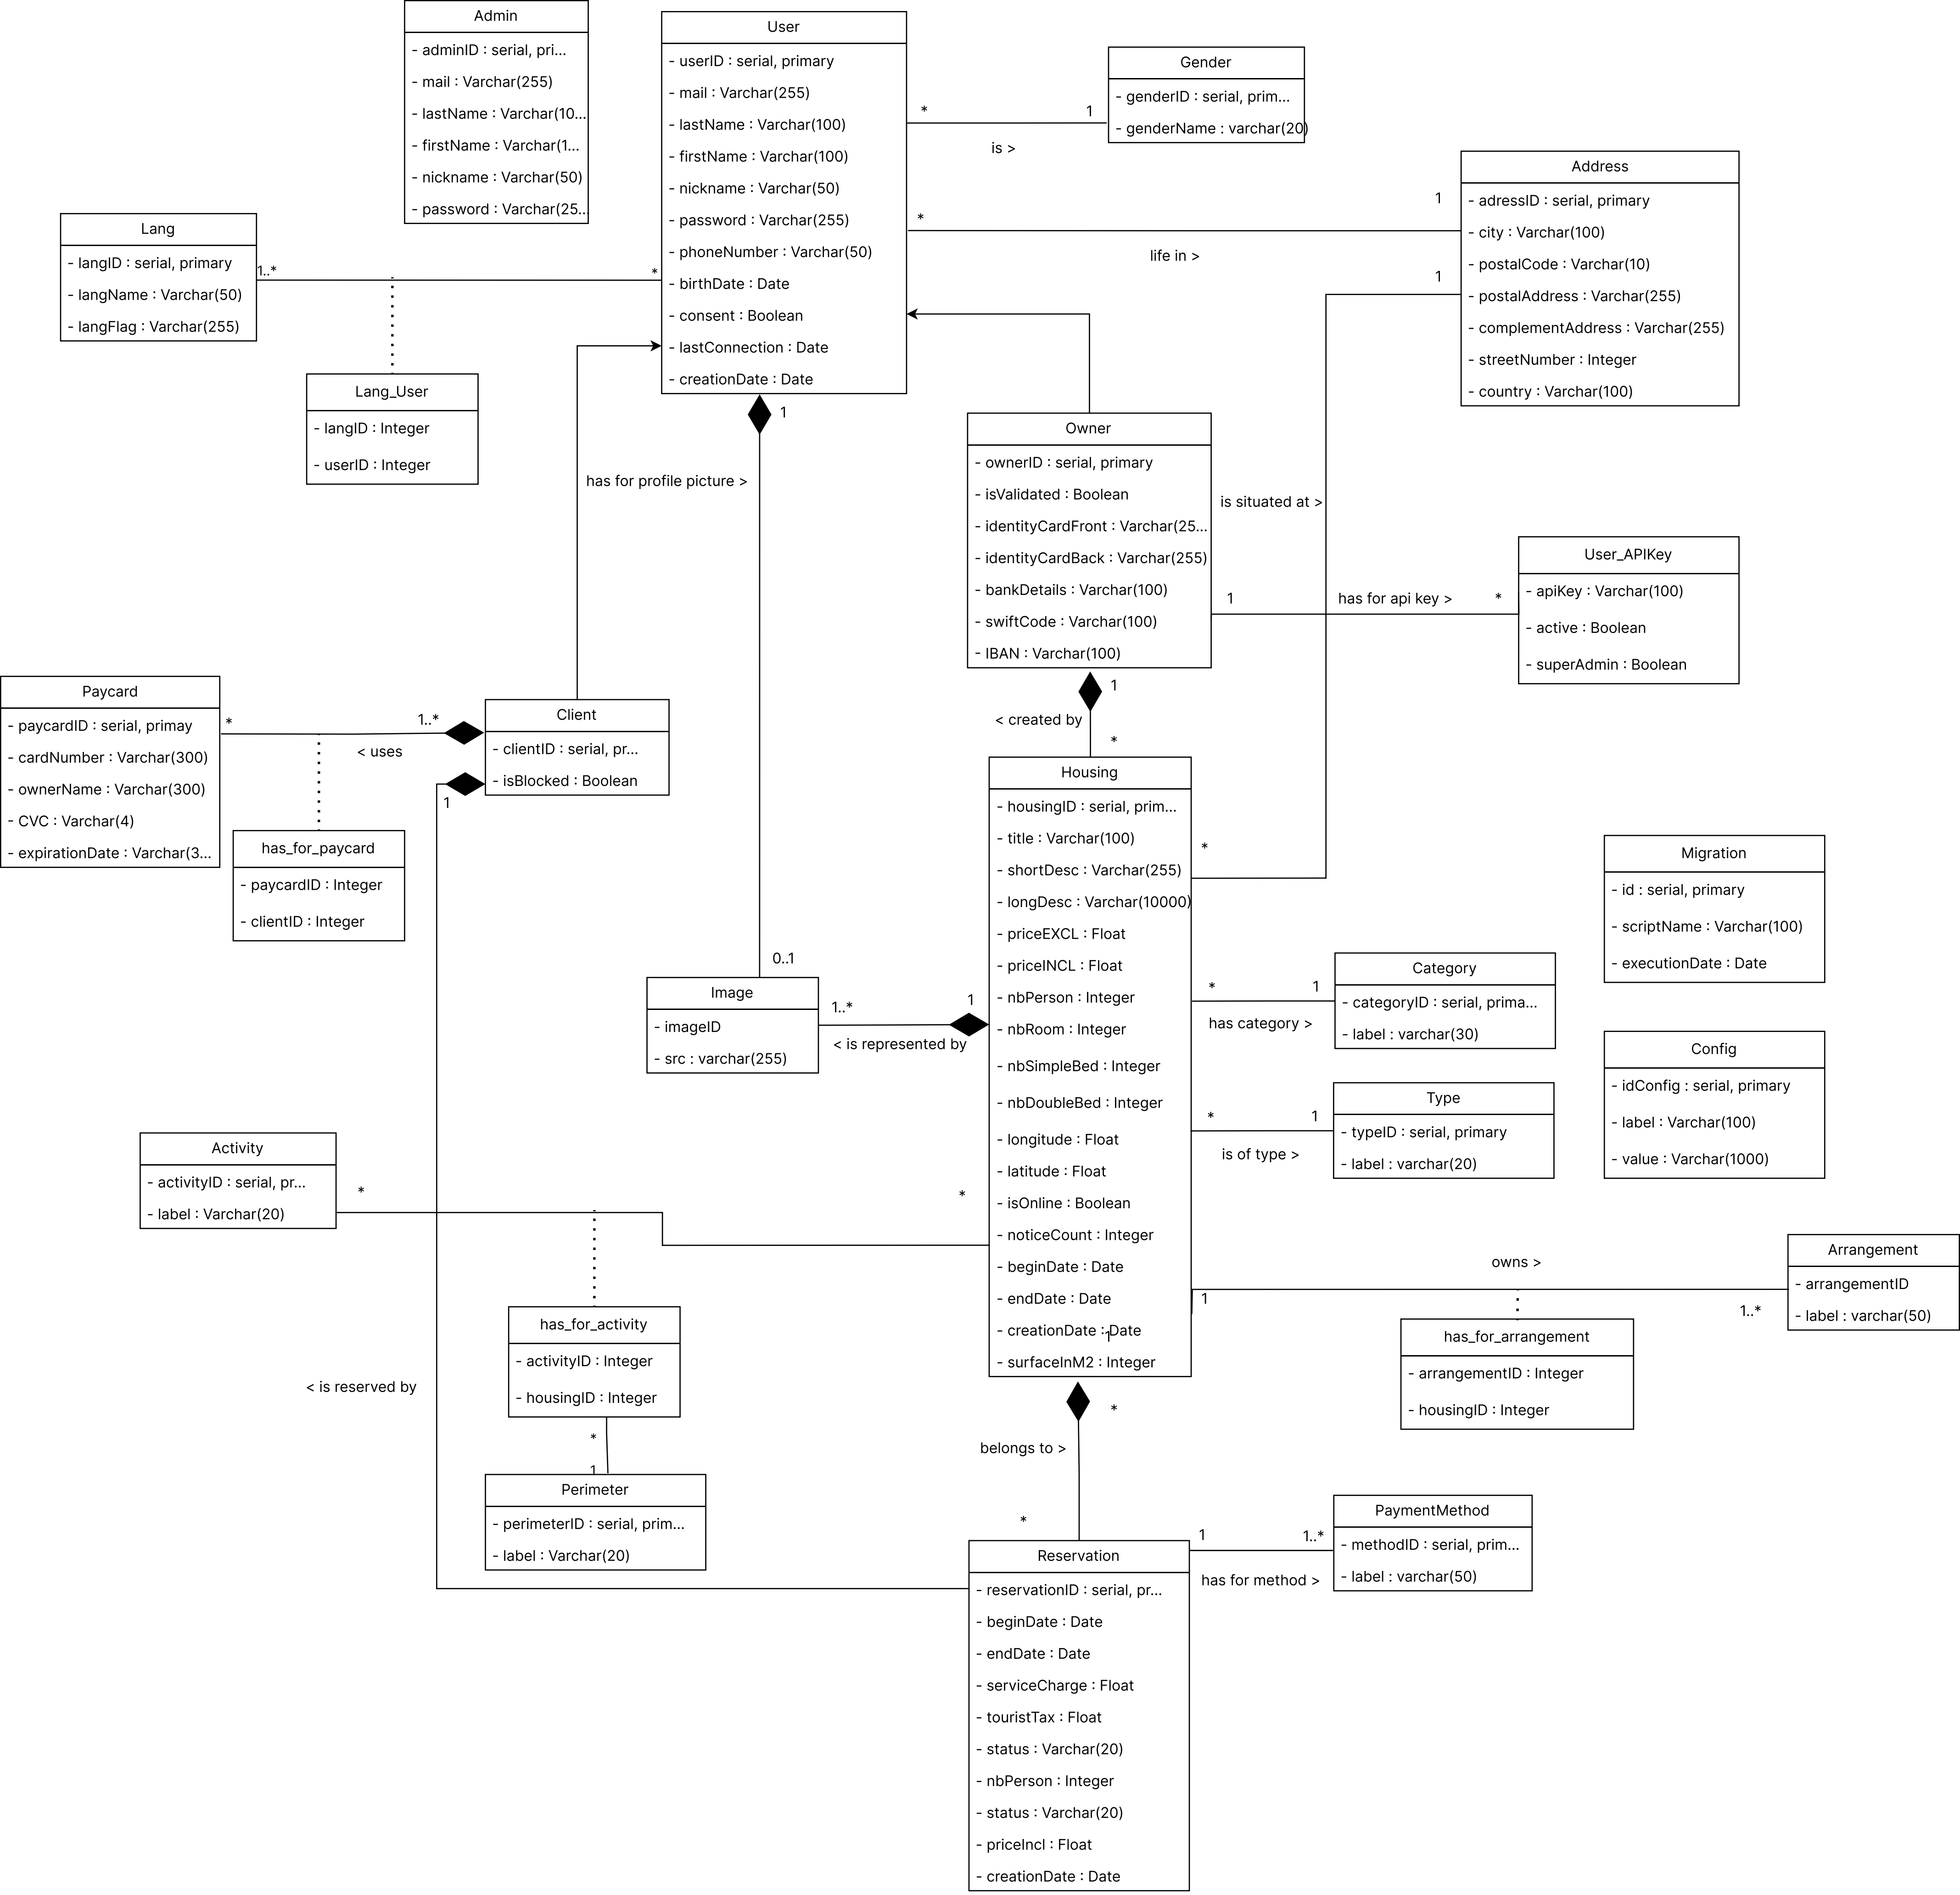 Admin
- adminID : serial, pri...
- mail : Varchar(255)
- lastName : Varchar(10...
- firstName : Varchar(1...
- nickname : Varchar(50)
- password : Varchar(25...
User
- userID : serial, primary
- mail : Varchar(255)
- lastName : Varchar(100)
- firstName : Varchar(100)
- nickname : Varchar(50)
- password : Varchar(255)
- phoneNumber : Varchar(50)
- birthDate : Date
- consent : Boolean
- lastConnection : Date
- creationDate : Date
Gender
- genderID : serial, prim...
- genderName : varchar(20)
*
1
is >
Address
- adressID : serial, primary
- city : Varchar(100)
- postalCode : Varchar(10)
- postalAddress : Varchar(255)
- complementAddress : Varchar(255)
- streetNumber : Integer
- country : Varchar(100)
*
1
life in >
1
Lang
- langID : serial, primary
- langName : Varchar(50)
- langFlag : Varchar(255)
1..*
*
Lang_User
- langID : Integer
- userID : Integer
1
has for profile picture >
0..1
Owner
- ownerID : serial, primary
- isValidated : Boolean
- identityCardFront : Varchar(25...
- identityCardBack : Varchar(255)
- bankDetails : Varchar(100)
- swiftCode : Varchar(100)
- IBAN : Varchar(100)
is situated at >
User_APIKey
- apiKey : Varchar(100)
- active : Boolean
- superAdmin : Boolean
1
has for api key >
*
Paycard
- paycardID : serial, primay
- cardNumber : Varchar(300)
- ownerName : Varchar(300)
- CVC : Varchar(4)
- expirationDate : Varchar(3...
*
1..*
< uses
Client
- clientID : serial, pr...
- isBlocked : Boolean
1
has_for_paycard
- paycardID : Integer
- clientID : Integer
1
< created by
*
Housing
- housingID : serial, prim...
- title : Varchar(100)
- shortDesc : Varchar(255)
- longDesc : Varchar(10000)
- priceEXCL : Float
- priceINCL : Float
- nbPerson : Integer
- nbRoom : Integer
- nbSimpleBed : Integer
- nbDoubleBed : Integer
- longitude : Float
- latitude : Float
- isOnline : Boolean
- noticeCount : Integer
- beginDate : Date
- endDate : Date
- creationDate : Date
1
- surfaceInM2 : Integer
*
Migration
- id : serial, primary
- scriptName : Varchar(100)
- executionDate : Date
Image
- imageID
- src : varchar(255)
1..*
1
< is represented by
*
1
has category >
Category
- categoryID : serial, prima...
- label : varchar(30)
Config
- idConfig : serial, primary
- label : Varchar(100)
- value : Varchar(1000)
*
1
is of type >
Type
- typeID : serial, primary
- label : varchar(20)
Activity
- activityID : serial, pr...
- label : Varchar(20)
*
*
owns >
1
1..*
Arrangement
- arrangementID
- label : varchar(50)
has_for_activity
- activityID : Integer
- housingID : Integer
has_for_arrangement
- arrangementID : Integer
- housingID : Integer
< is reserved by
*
1
Perimeter
- perimeterID : serial, prim...
- label : Varchar(20)
*
belongs to >
*
Reservation
- reservationID : serial, pr...
- beginDate : Date
- endDate : Date
- serviceCharge : Float
- touristTax : Float
- status : Varchar(20)
- nbPerson : Integer
- status : Varchar(20)
- priceIncl : Float
- creationDate : Date
1
1..*
has for method >
PaymentMethod
- methodID : serial, prim...
- label : varchar(50)